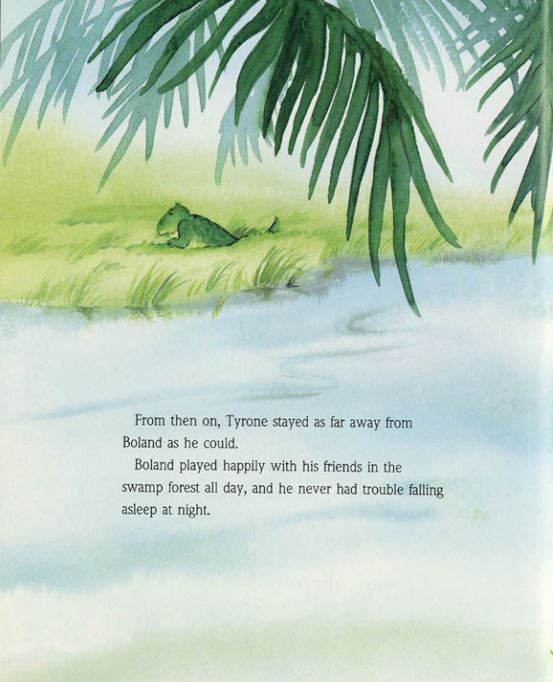 From then on, Tyrone stayed as far away from
Boland as he could.
Boland played happily with his friends in the
swamp forest all day, and he never had trouble falling
asleep at night.